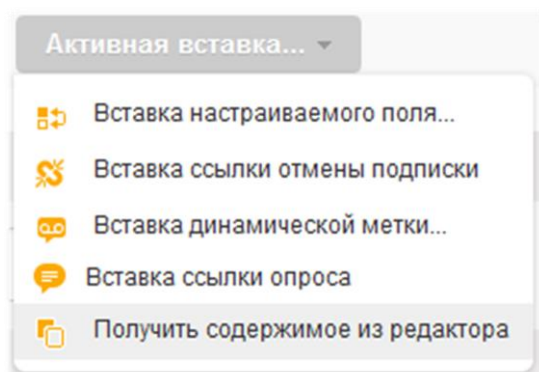 Активная вставка...
Вставка настраиваемого поля...
Вставка ссылки отмены подписки
Вставка динамической метки...
Вставка ссылки опроса
Получить содержимое из редактора